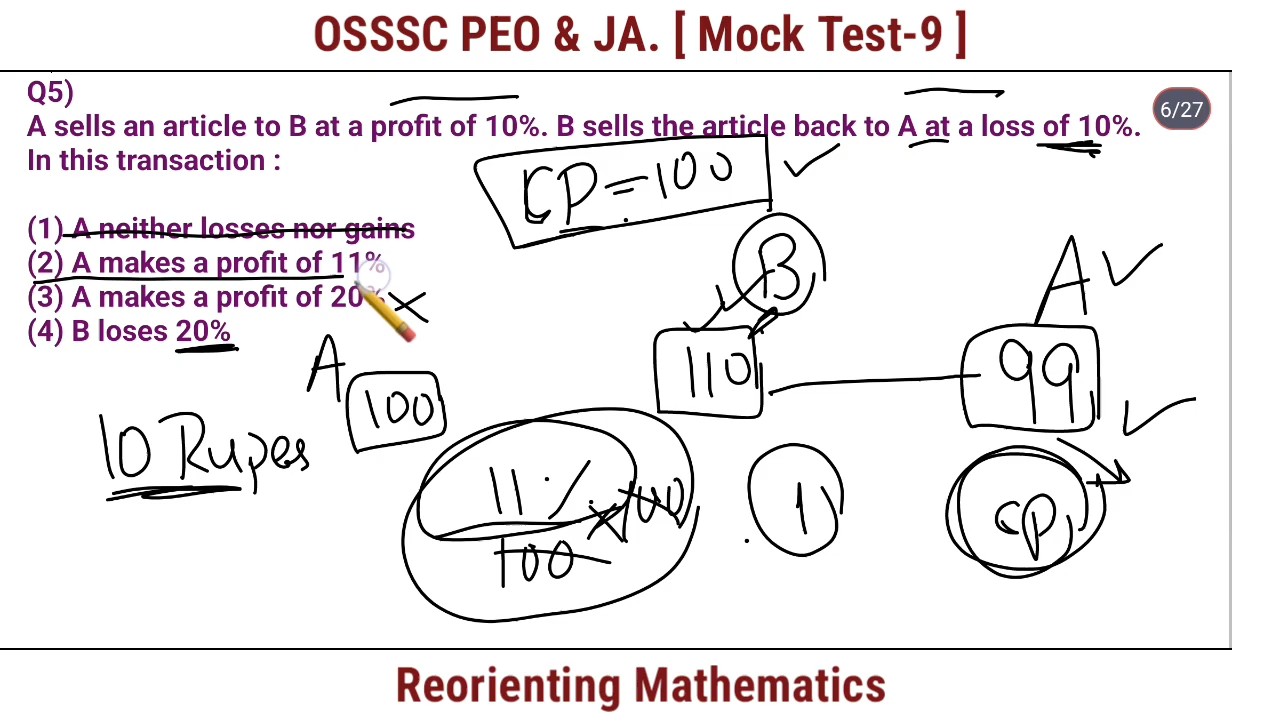 OSSSC PEO & JA. [ Mock Test-9 ]
Q5)
6/27
A sells an article to B at a profit of 10%. B sells the article back to A at a loss of 10%.
In this transaction :
CP=100
(1) A neither losses nor gains
(2) A makes a profit of 11%
(3) A makes a profit of 20%
(4) B loses 20%
B
A
A
100
110
99
10 Rupes
11
100
x100
1
CP
Reorienting Mathematics